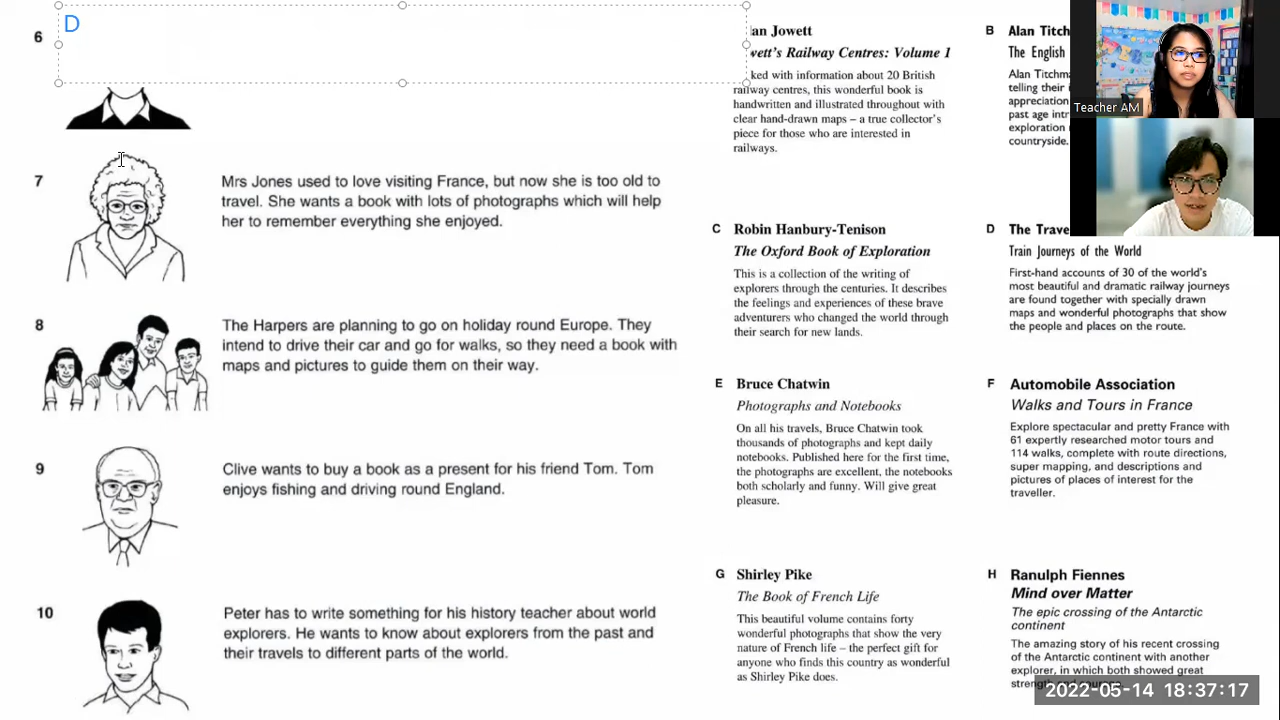 D
6
7
Mrs Jones used to love visiting France, but now she is too old to
travel. She wants a book with lots of photographs which will help
her to remember everything she enjoyed.
8
The Harpers are planning to go on holiday round Europe. They
intend to drive their car and go for walks, so they need a book with
maps and pictures to guide them on their way.
9
Clive wants to buy a book as a present for his friend Tom. Tom
enjoys fishing and driving round England.
10
Peter has to write something for his history teacher about world
explorers. He wants to know about explorers from the past and
their travels to different parts of the world.
Jowett
Railway Centres: Volume 1
with information about 20 British
railway centres, this wonderful book is
handwritten and illustrated throughout with
clear hand-drawn maps – a true collector's
piece for those who are interested in
railways.
B Alan
The English
Alan
telling their
appreciation
past age
exploration
countryside.
C Robin Hanbury-Tenison
The Oxford Book of Exploration
This is a collection of the writing of
explorers through the centuries. It describes
the feelings and experiences of these brave
adventurers who changed the world through
their search for new lands.
D The
Train Journeys of the World
First-hand accounts of 30 of the world's
most beautiful and dramatic railway journeys
are found together with specially drawn
maps and wonderful photographs that show
the people and places on the route.
E Bruce Chatwin
Photographs and Notebooks
On all his travels, Bruce Chatwin took
thousands of photographs and kept daily
notebooks. Published here for the first time,
the photographs are excellent, the notebooks
both scholarly and funny. Will give great
pleasure.
F Automobile Association
Walks and Tours in France
Explore spectacular and pretty France with
61 expertly researched motor tours and
114 walks, complete with route directions,
super mapping, and descriptions and
pictures of places of interest for the
traveller.
G Shirley Pike
The Book of French Life
This beautiful volume contains forty
wonderful photographs that show the very
nature of French life – the perfect gift for
anyone who finds this country as wonderful
as Shirley Pike does.
H Ranulph Fiennes
Mind over Matter
The epic crossing of the Antarctic
continent
The amazing story of his recent crossing
of the Antarctic continent with another
explorer, in which both showed great
Teacher AM
2022-05-14 18:37:17